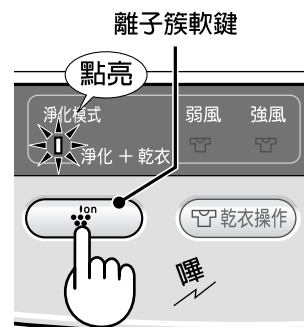 離子簇軟鍵
點亮
淨化模式
弱風
強風
淨化 + 乾衣
Ion
乾衣操作
嗶